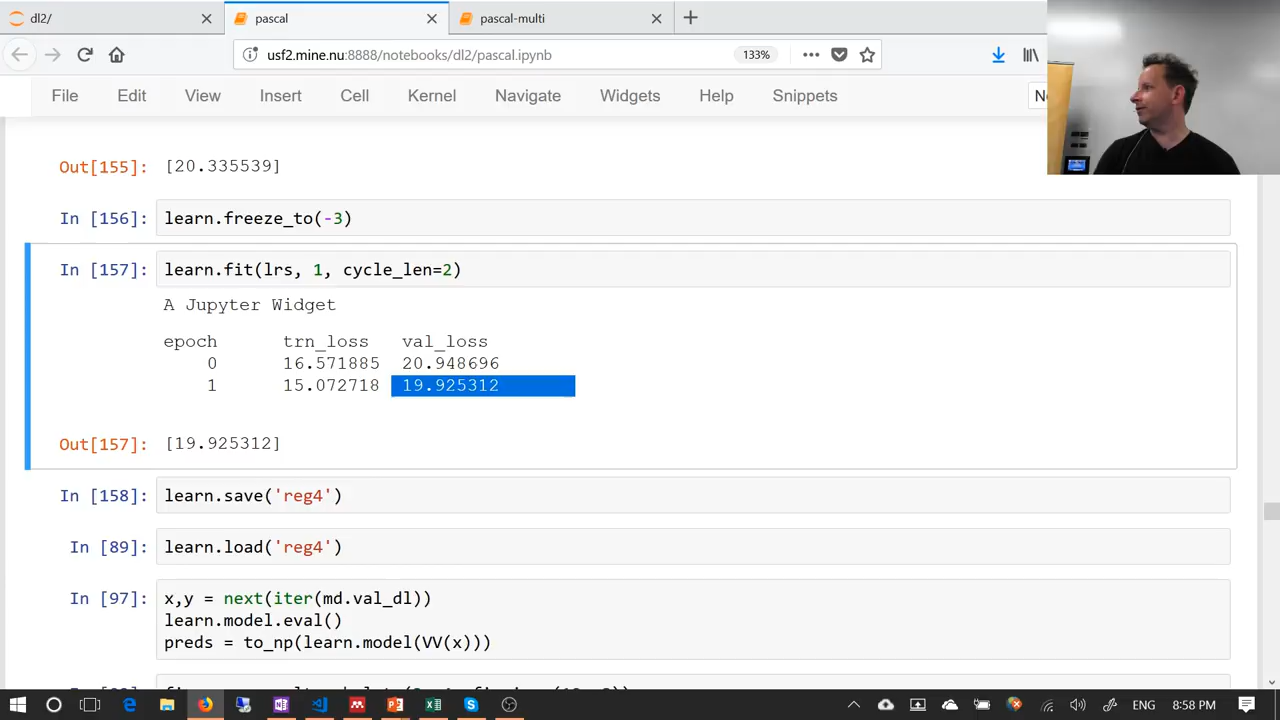 dl2/
pascal
pascal-multi
usf2.mine.nu:8888/notebooks/dl2/pascal.ipynb
133%
File Edit View Insert Cell Kernel Navigate Widgets Help Snippets
Out[155]: [20.335539]
In [156]: learn.freeze_to(-3)
In [157]: learn.fit(lrs, 1, cycle_len=2)
A Jupyter Widget
epoch trn_loss val_loss
0 16.571885 20.948696
1 15.072718 19.925312
Out[157]: [19.925312]
In [158]: learn.save('reg4')
In [89]: learn.load('reg4')
In [97]: x,y = next(iter(md.val_dl))
learn.model.eval()
preds = to_np(learn.model(VV(x)))
ENG 8:58 PM